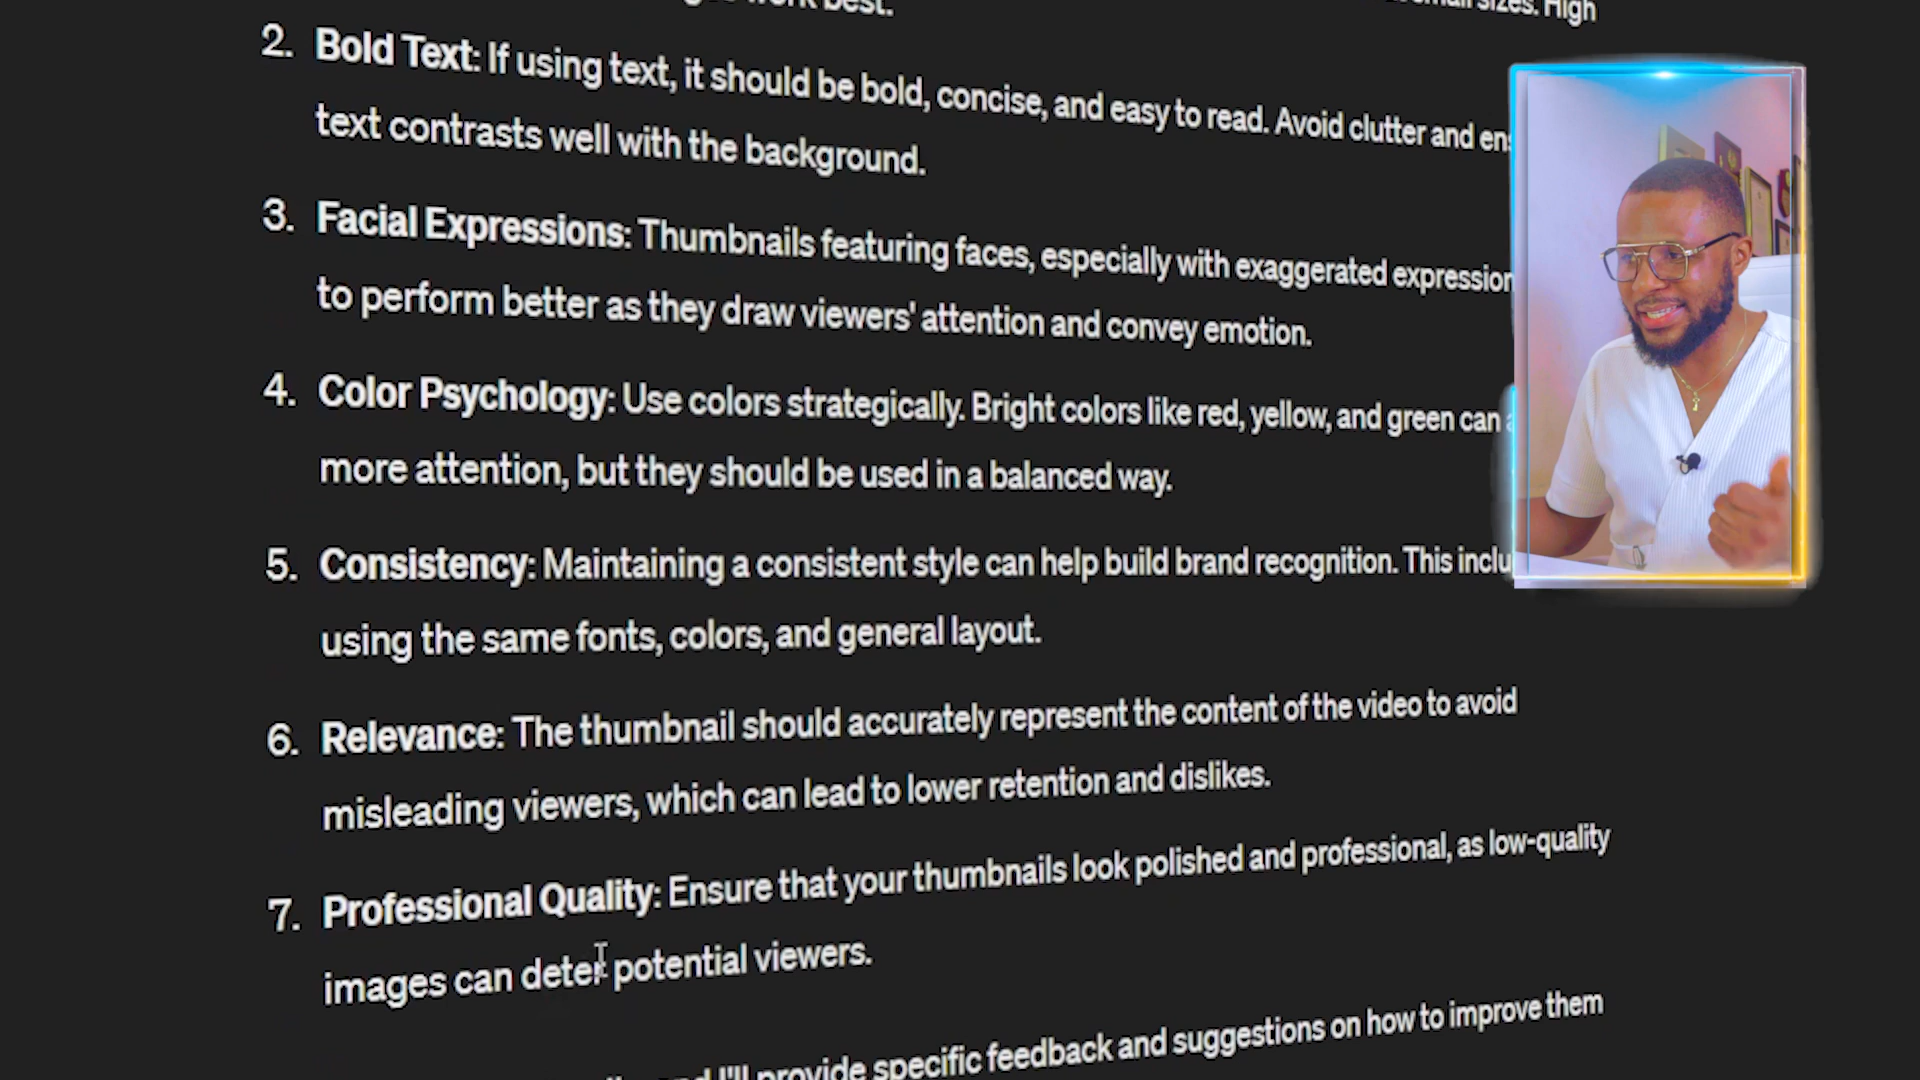 best.
sizes. High
2. Bold Text: If using text, it should be bold, concise, and easy to read. Avoid clutter and
text contrasts well with the background.
3. Facial Expressions: Thumbnails featuring faces, especially with exaggerated expression
to perform better as they draw viewers' attention and convey emotion.
4. Color Psychology: Use colors strategically. Bright colors like red, yellow, and green can
more attention, but they should be used in a balanced way.
5. Consistency: Maintaining a consistent style can help build brand recognition. This inclu
using the same fonts, colors, and general layout.
6. Relevance: The thumbnail should accurately represent the content of the video to avoid
misleading viewers, which can lead to lower retention and dislikes.
7. Professional Quality: Ensure that your thumbnails look polished and professional, as low-quality
images can deter potential viewers.
and I'll provide specific feedback and suggestions on how to improve them